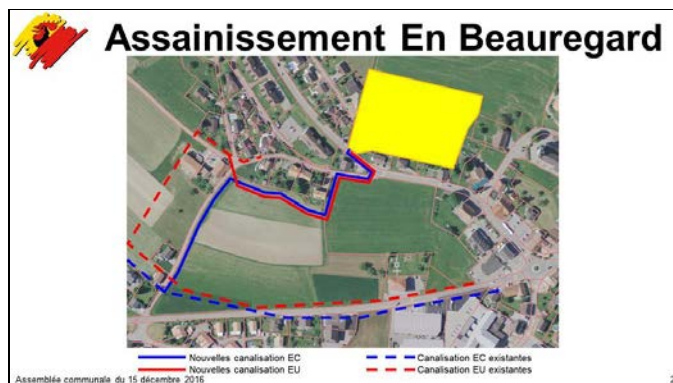 Assainissement En Beauregard
Nouvelles canalisation EC
Canalisation EC existantes
Nouvelles canalisation EU
Canalisation EU existantes
Assemblée communale du 15 décembre 2016
2